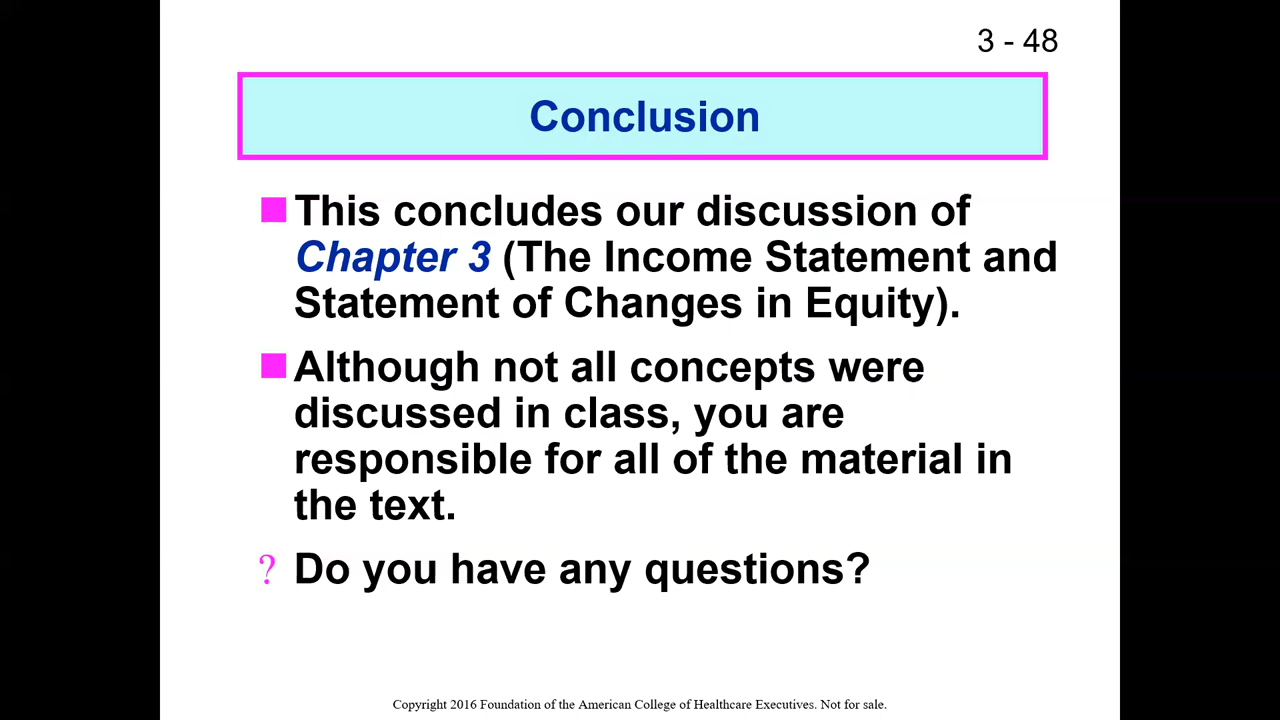 3 - 48
Conclusion
This concludes our discussion of
Chapter 3 (The Income Statement and
Statement of Changes in Equity).
Although not all concepts were
discussed in class, you are
responsible for all of the material in
the text.
? Do you have any questions?
Copyright 2016 Foundation of the American College of Healthcare Executives. Not for sale.